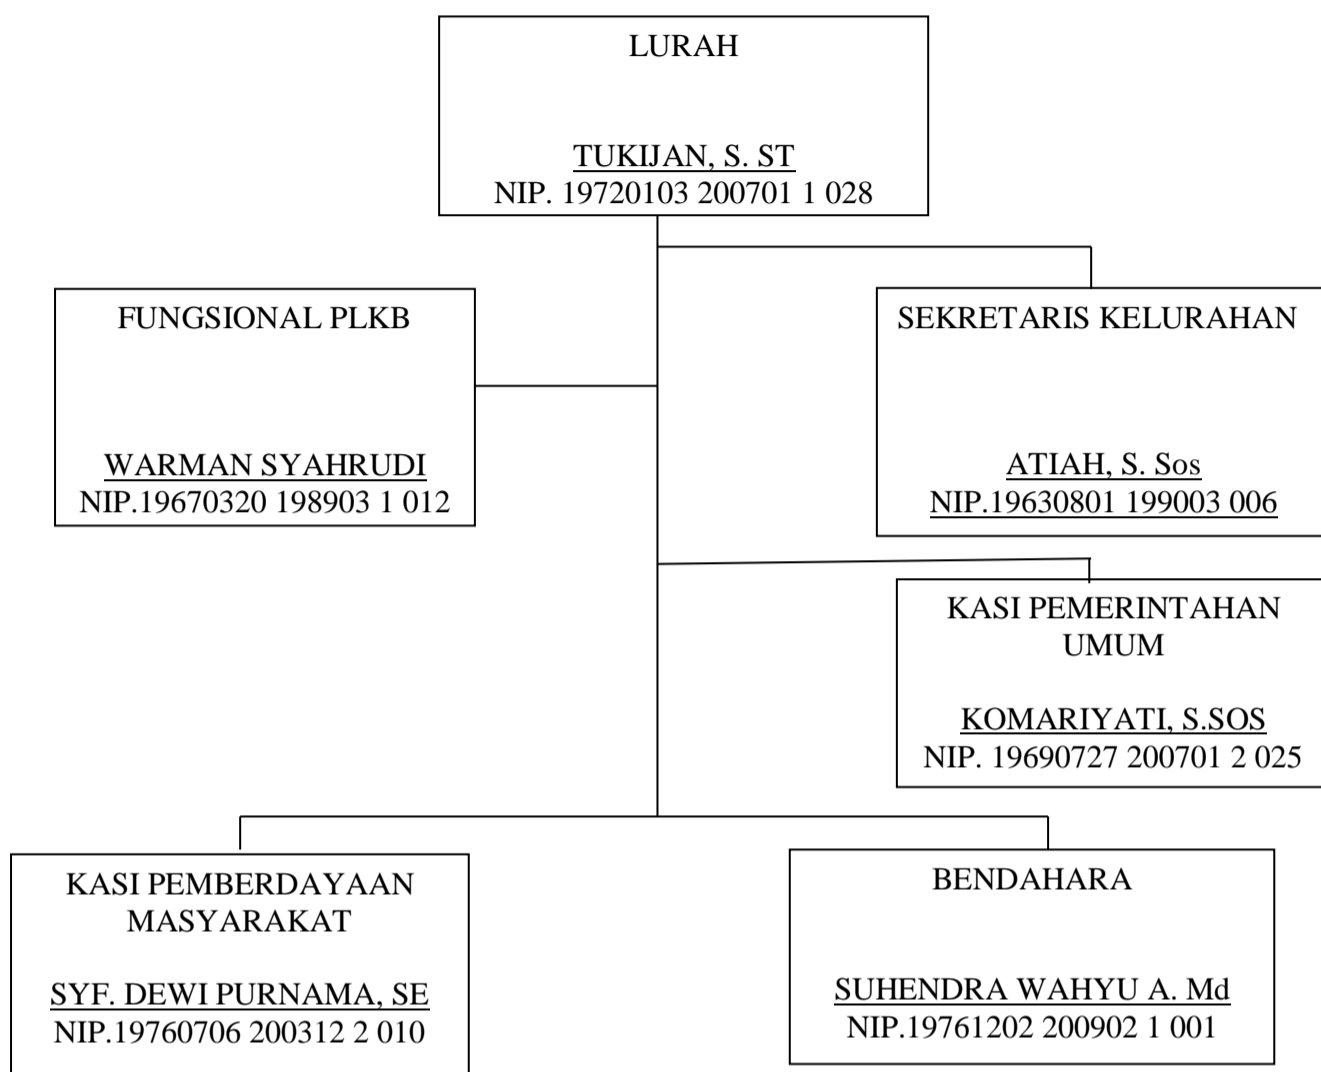 LURAH
TUKIJAN, S. ST
NIP. 19720103 200701 1 028
FUNGSIONAL PLKB
WARMAN SYAHRUDI
NIP.19670320 198903 1 012
SEKRETARIS KELURAHAN
ATIAH, S. Sos
NIP.19630801 199003 006
KASI PEMERINTAHAN
UMUM
KOMARIYATI, S.SOS
NIP. 19690727 200701 2 025
KASI PEMBERDAYAAN
MASYARAKAT
SYF. DEWI PURNAMA, SE
NIP.19760706 200312 2 010
BENDAHARA
SUHENDRA WAHYU A. Md
NIP.19761202 200902 1 001